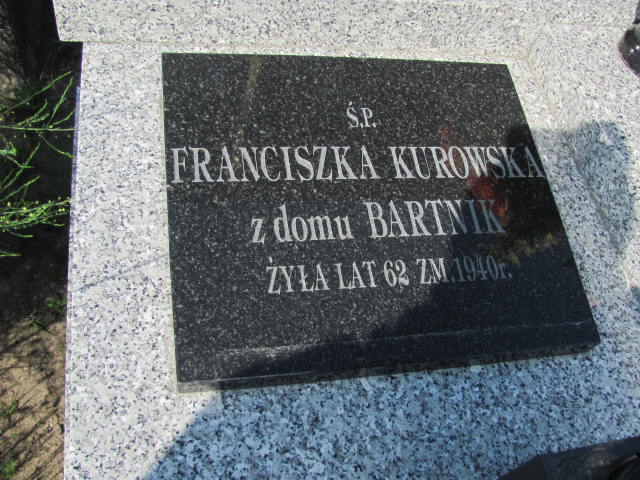 Ś.P.
FRANCISZKA KUROWSKA
z domu BARTNIK
ŻYŁA LAT 62 ZM.1940r.